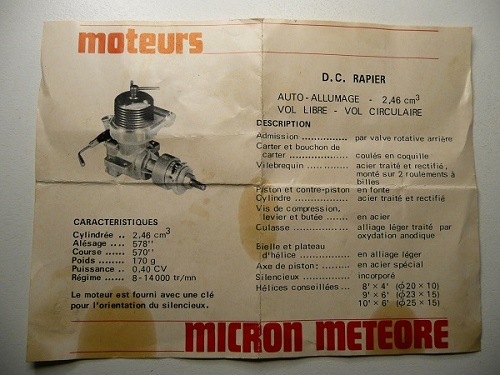 moteurs
D.C. RAPIER
AUTO-ALLUMAGE - 2,46 cm3
VOL LIBRE - VOL CIRCULAIRE
DESCRIPTION
Admission ................ par valve rotative arrière
Carter et bouchon de
carter .................... coulés en coquille
Vilebrequin .............. acier traité et rectifié,
monté sur 2 roulements à
billes
Piston et contre-piston en fonte
Cylindre .................. acier traité et rectifié
Vis de compression,
levier et butée ....... en acier
Culasse ................... alliage léger traité par
oxydation anodique
Bielle et plateau
d'hélice ................. en alliage léger
Axe de piston: ......... en acier spécial
Silencieux ............... incorporé
Hélices conseillées ... 8' × 4' (ϕ20 × 10)
9' × 6' (ϕ23 × 15)
10' × 6' (ϕ25 × 15)
CARACTERISTIQUES
Cylindrée .. 2,46 cm3
Alésage .... 578''
Course ..... 570''
Poids ....... 170 g
Puissance .. 0,40 CV
Régime ..... 8-14000 tr/mn
Le moteur est fourni avec une clé
pour l'orientation du silencieux.
MICRON METEORE